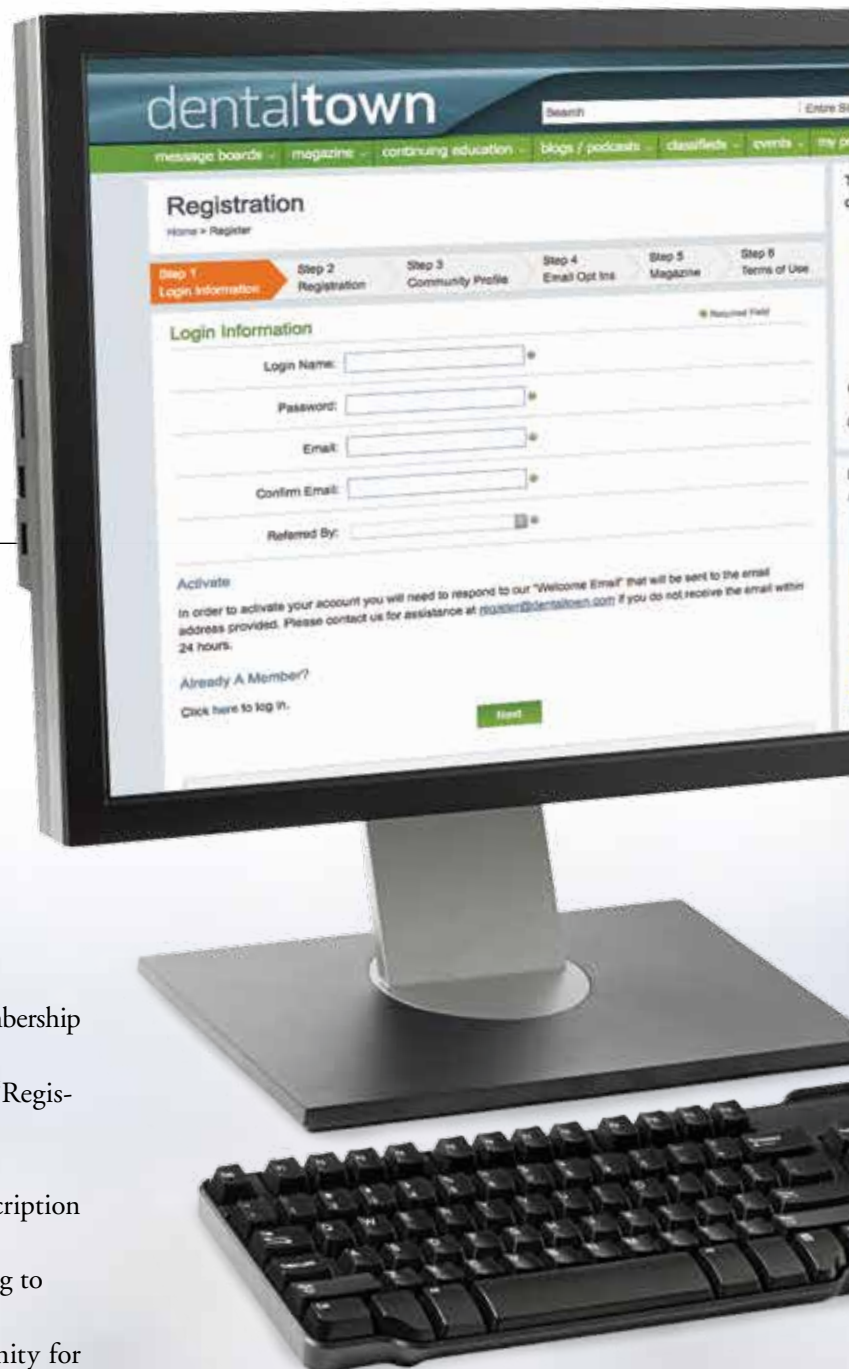 dentaltown
Search
Entire
message boards magazine continuing education blogs / podcasts classifieds events my
Registration
Home > Register
Step 1 Step 2 Step 3 Step 4 Step 5 Step 6
Login Information Registration Community Profile Email Opt Ins Magazine Terms of Use
Login Information
Required Field
Login Name:
Password:
Email:
Confirm Email:
Referred By:
Activate
In order to activate your account you will need to respond to our "Welcome Email" that will be sent to the email
address provided. Please contact us for assistance at register@dentaltown.com if you do not receive the email within
24 hours.
Already A Member?
Click here to log in.
Next
mbership
Regis-
cription
g to
nity for